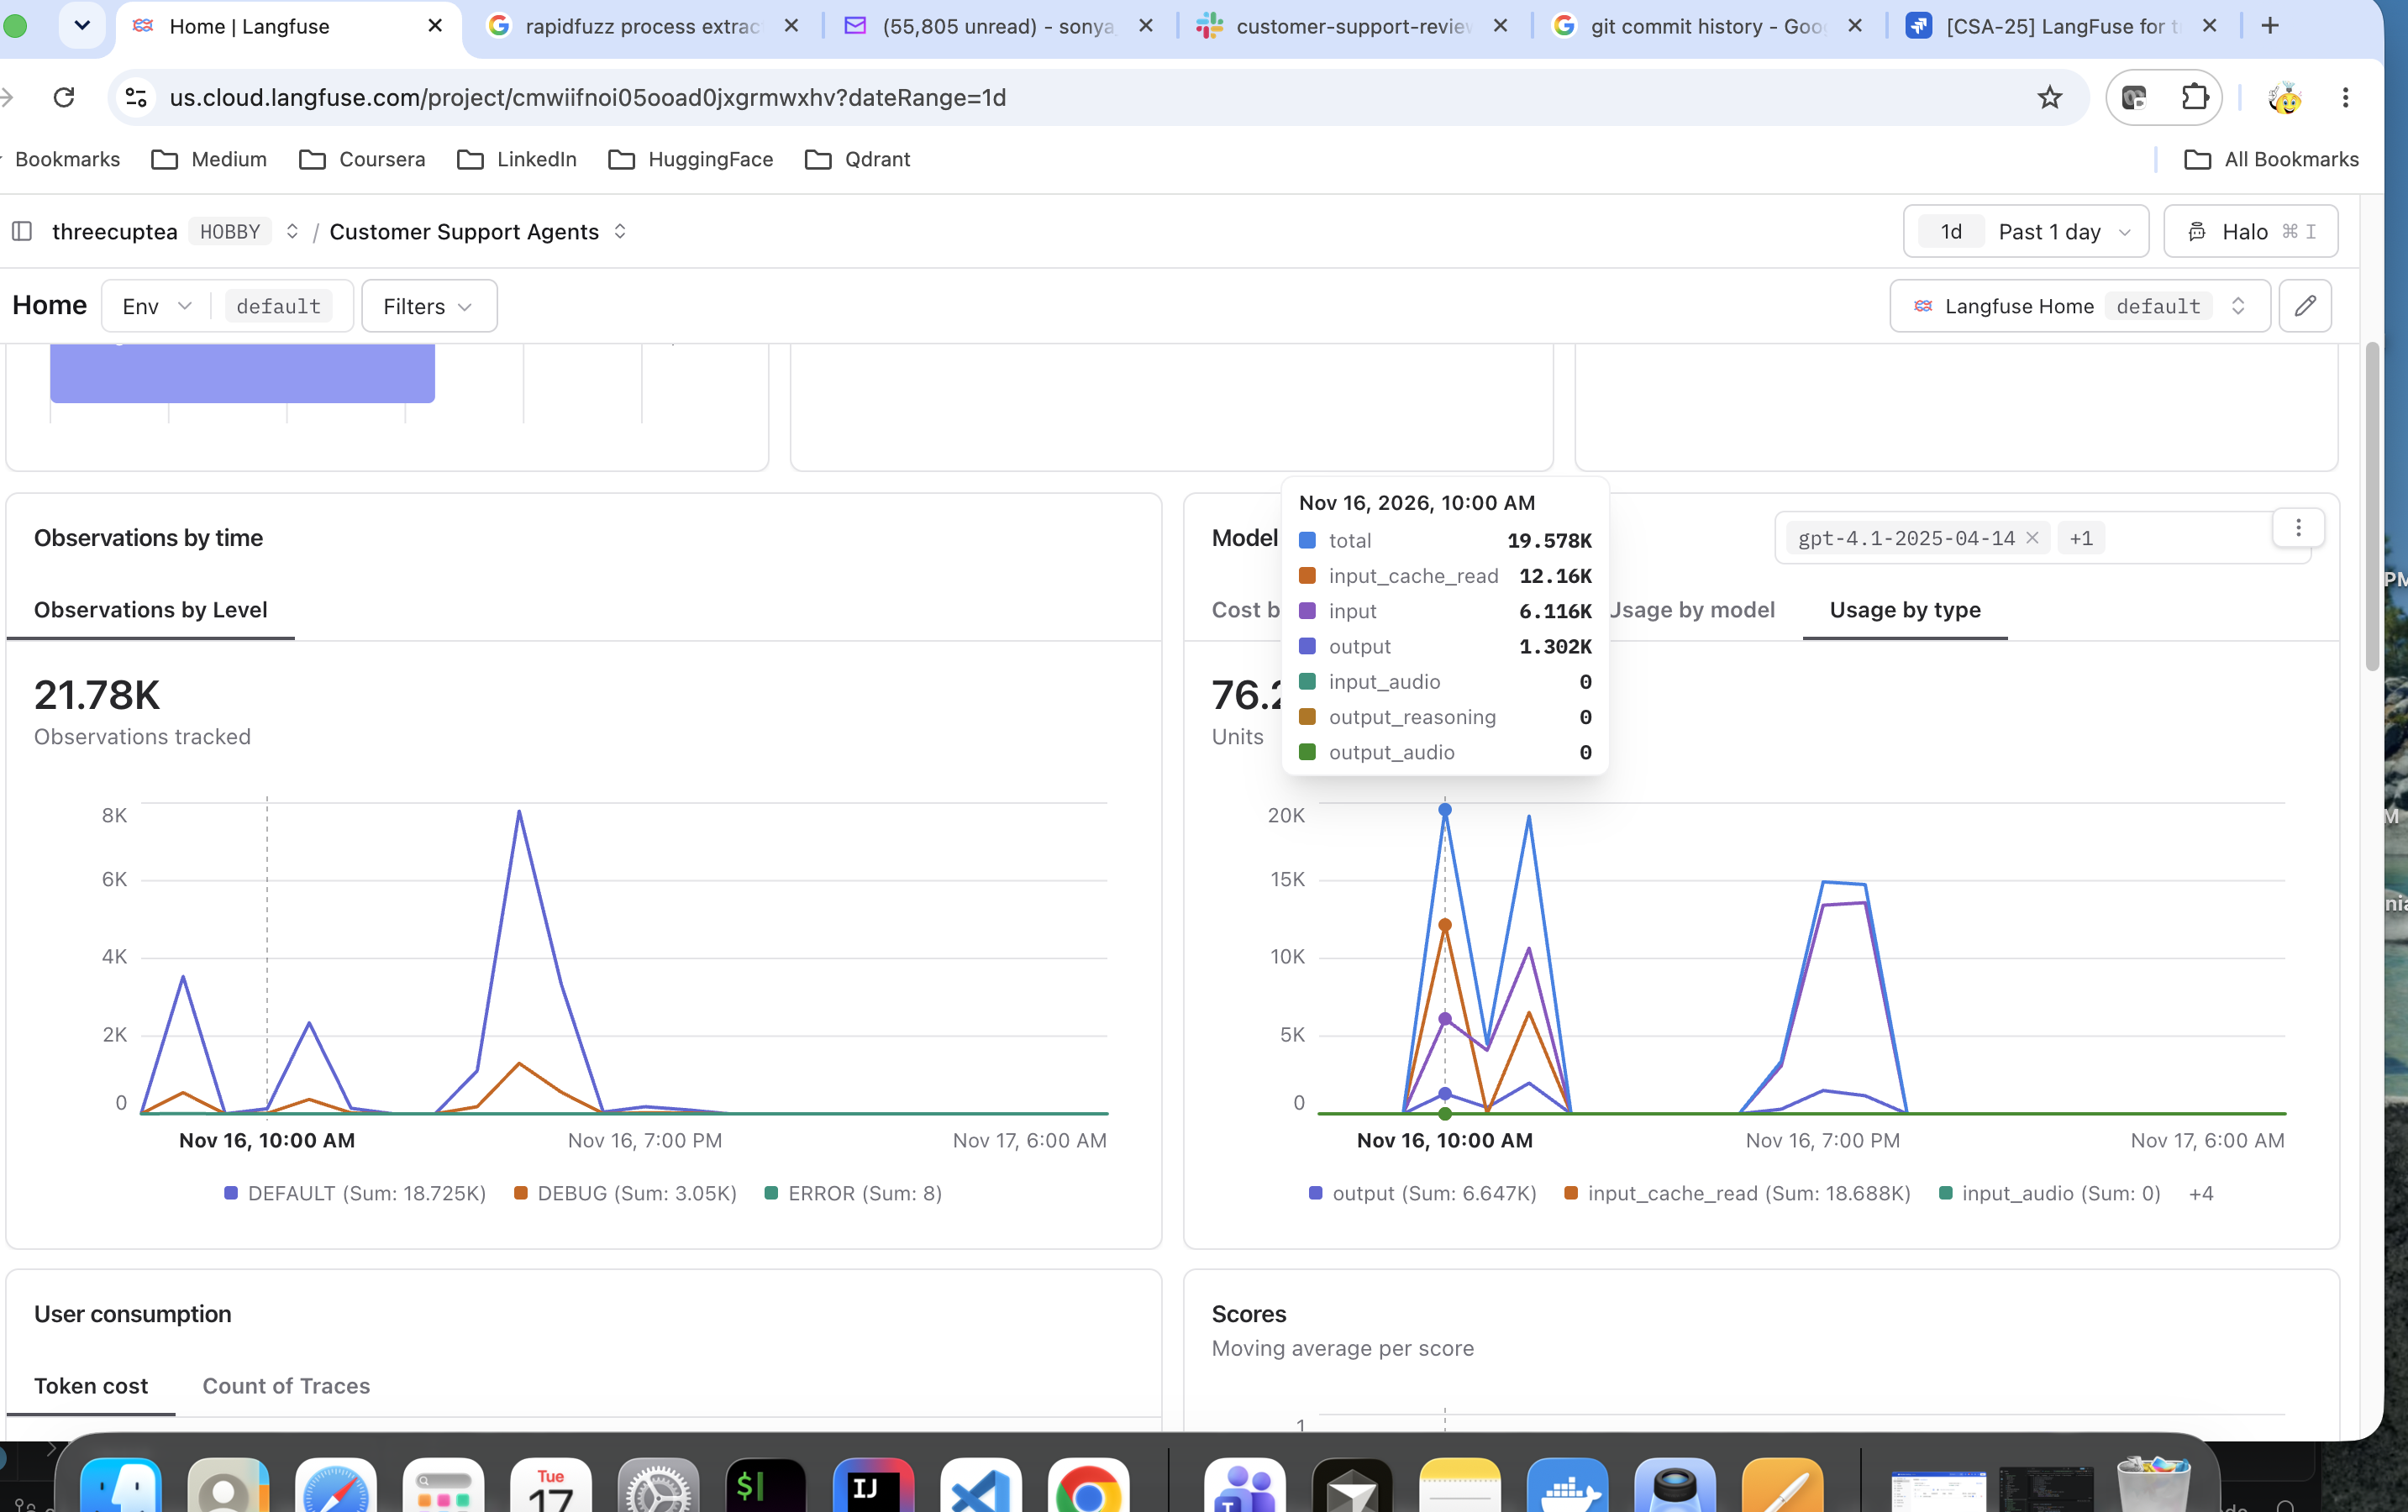 Home | Langfuse
rapidfuzz process extrac
(55,805 unread) - sonya
customer-support-review
git commit history - Goo
[CSA-25] LangFuse for t
us.cloud.langfuse.com/project/cmwiifnoi05ooad0jxgrmwxhv?dateRange=1d
Bookmarks
Medium
Coursera
LinkedIn
HuggingFace
Qdrant
All Bookmarks
threecuptea HOBBY / Customer Support Agents
1d Past 1 day
Halo ⌘ I
Home
Env default
Filters
Langfuse Home default
Observations by time
Observations by Level
21.78K
Observations tracked
8K
6K
4K
2K
0
Nov 16, 10:00 AM
Nov 16, 7:00 PM
Nov 17, 6:00 AM
DEFAULT (Sum: 18.725K)
DEBUG (Sum: 3.05K)
ERROR (Sum: 8)
Model
gpt-4.1-2025-04-14
+1
Cost b
Usage by model
Usage by type
76.2
Units
Nov 16, 2026, 10:00 AM
total 19.578K
input_cache_read 12.16K
input 6.116K
output 1.302K
input_audio 0
output_reasoning 0
output_audio 0
20K
15K
10K
5K
0
Nov 16, 10:00 AM
Nov 16, 7:00 PM
Nov 17, 6:00 AM
output (Sum: 6.647K)
input_cache_read (Sum: 18.688K)
input_audio (Sum: 0)
+4
User consumption
Token cost
Count of Traces
Scores
Moving average per score
1
PM
M
nia
Tue
17
$
IJ
T